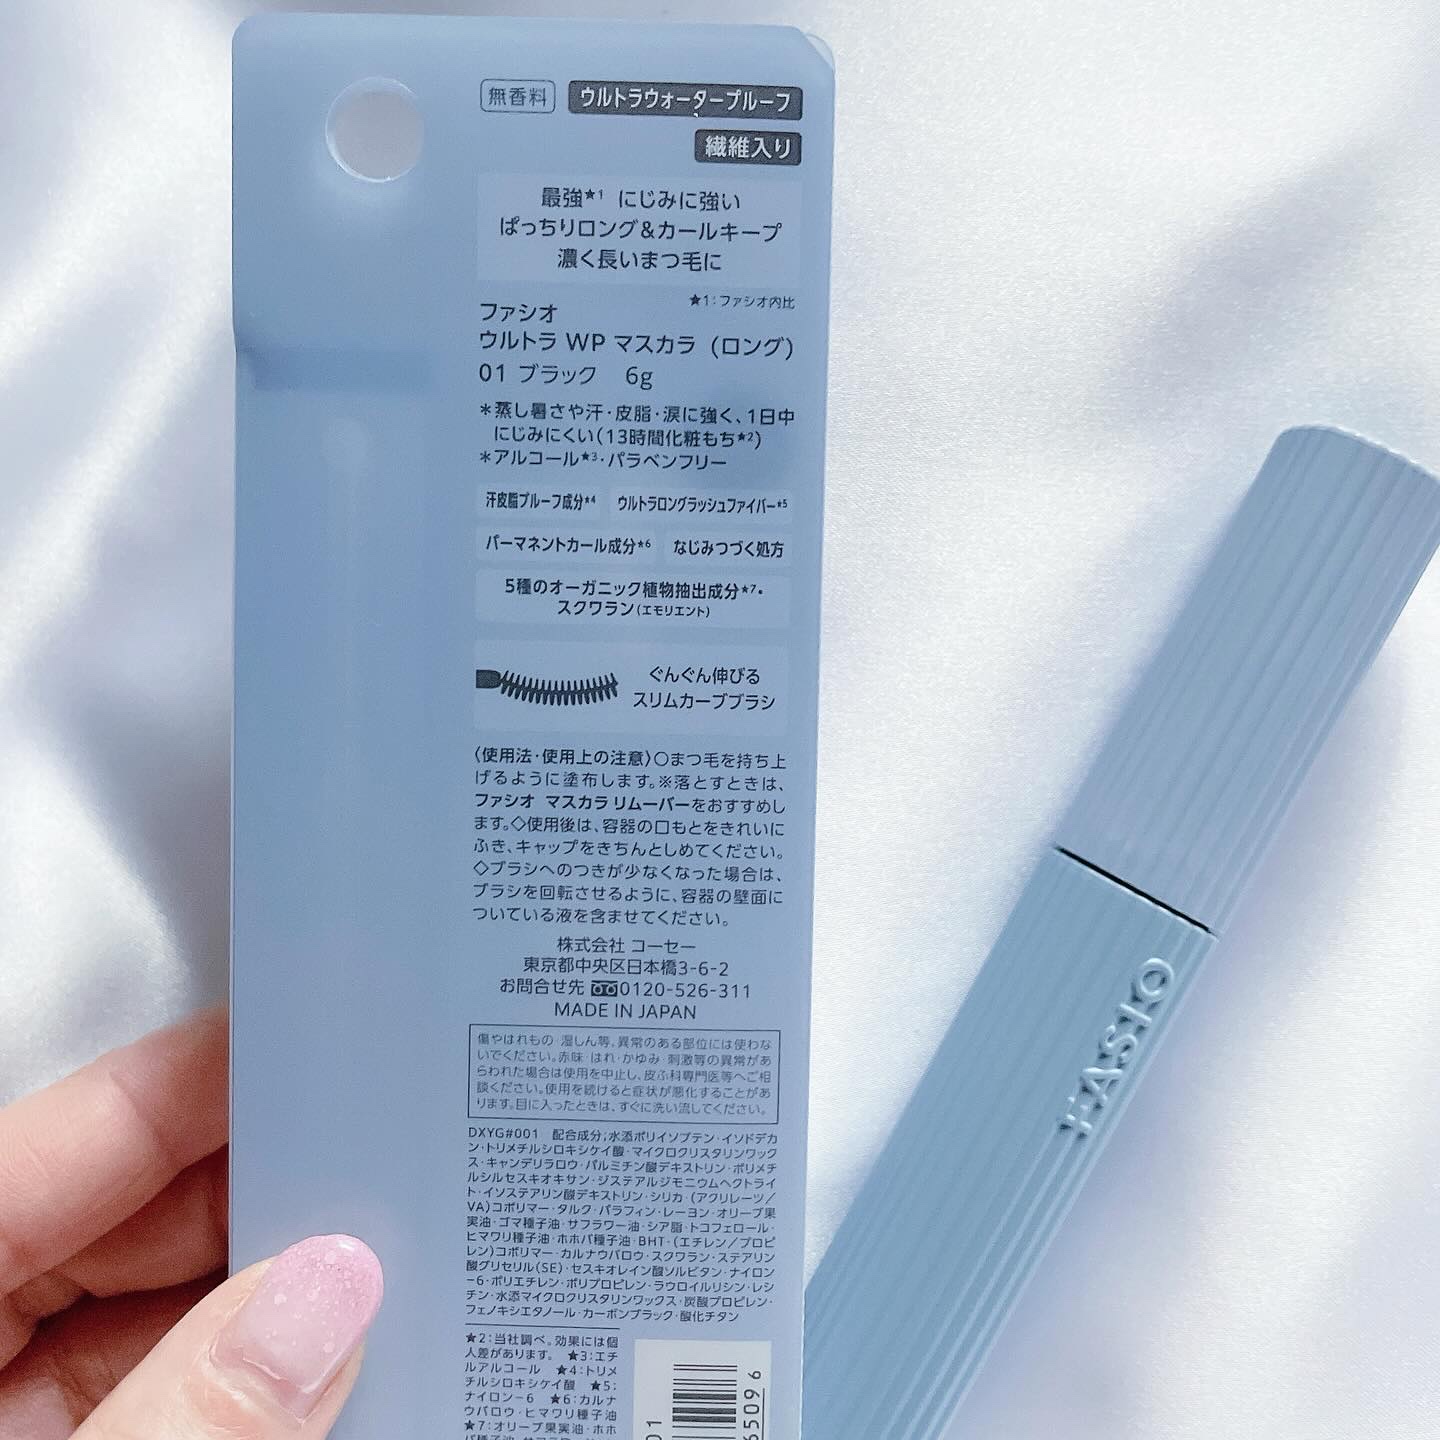 無香料 ウルトラウォータープルーフ
繊維入り
最強★1 にじみに強い
ぱっちりロング&カールキープ
濃く長いまつ毛に
★1:ファシオ内比
ファシオ
ウルトラ WP マスカラ (ロング)
01 ブラック 6g
*蒸し暑さや汗・皮脂・涙に強く、1日中
にじみにくい(13時間化粧もち★2)
*アルコール★3・パラベンフリー
汗皮脂プルーフ成分★4 ウルトラロングラッシュファイバー★5
パーマネントカール成分★6 なじみつづく処方
5種のオーガニック植物抽出成分★7・
スクワラン(エモリエント)
ぐんぐん伸びる
スリムカーブブラシ
〈使用法・使用上の注意〉○まつ毛を持ち上
げるように塗布します。※落とすときは、
ファシオ マスカラ リムーバーをおすすめし
ます。◇使用後は、容器の口もとをきれいに
ふき、キャップをきちんとしめてください。
◇ブラシへのつきが少なくなった場合は、
ブラシを回転させるように、容器の壁面に
ついている液を含ませてください。
株式会社 コーセー
東京都中央区日本橋3-6-2
お問合せ先 0120-526-311
MADE IN JAPAN
傷やはれもの・湿しん等、異常のある部位には使わな
いでください。赤味・はれ・かゆみ・刺激等の異常があ
らわれた場合は使用を中止し、皮ふ科専門医等へご相
談ください。使用を続けると症状が悪化することがあ
ります。目に入ったときは、すぐに洗い流してください。
DXYG#001 配合成分;水添ポリイソブテン・イソドデカ
ン・トリメチルシロキシケイ酸・マイクロクリスタリンワック
ス・キャンデリラロウ・パルミチン酸デキストリン・ポリメチ
ルシルセスキオキサン・ジステアルジモニウムヘクトライ
ト・イソステアリン酸デキストリン・シリカ・(アクリレーツ/
VA)コポリマー・タルク・パラフィン・レーヨン・オリーブ果
実油・ゴマ種子油・サフラワー油・シア脂・トコフェロール・
ヒマワリ種子油・ホホバ種子油・BHT・(エチレン/プロピ
レン)コポリマー・カルナウバロウ・スクワラン・ステアリン
酸グリセリル(SE)・セスキオレイン酸ソルビタン・ナイロン
-6・ポリエチレン・ポリプロピレン・ラウロイルリシン・レシ
チン・水添マイクロクリスタリンワックス・炭酸プロピレン・
フェノキシエタノール・カーボンブラック・酸化チタン
★2:当社調べ。効果には個
人差があります。 ★3:エチ
ルアルコール ★4:トリメ
チルシロキシケイ酸 ★5:
ナイロン-6 ★6:カルナ
ウバロウ・ヒマワリ種子油
★7:オリーブ果実油・ホホ
バ種子油・
01
65096
FASIO